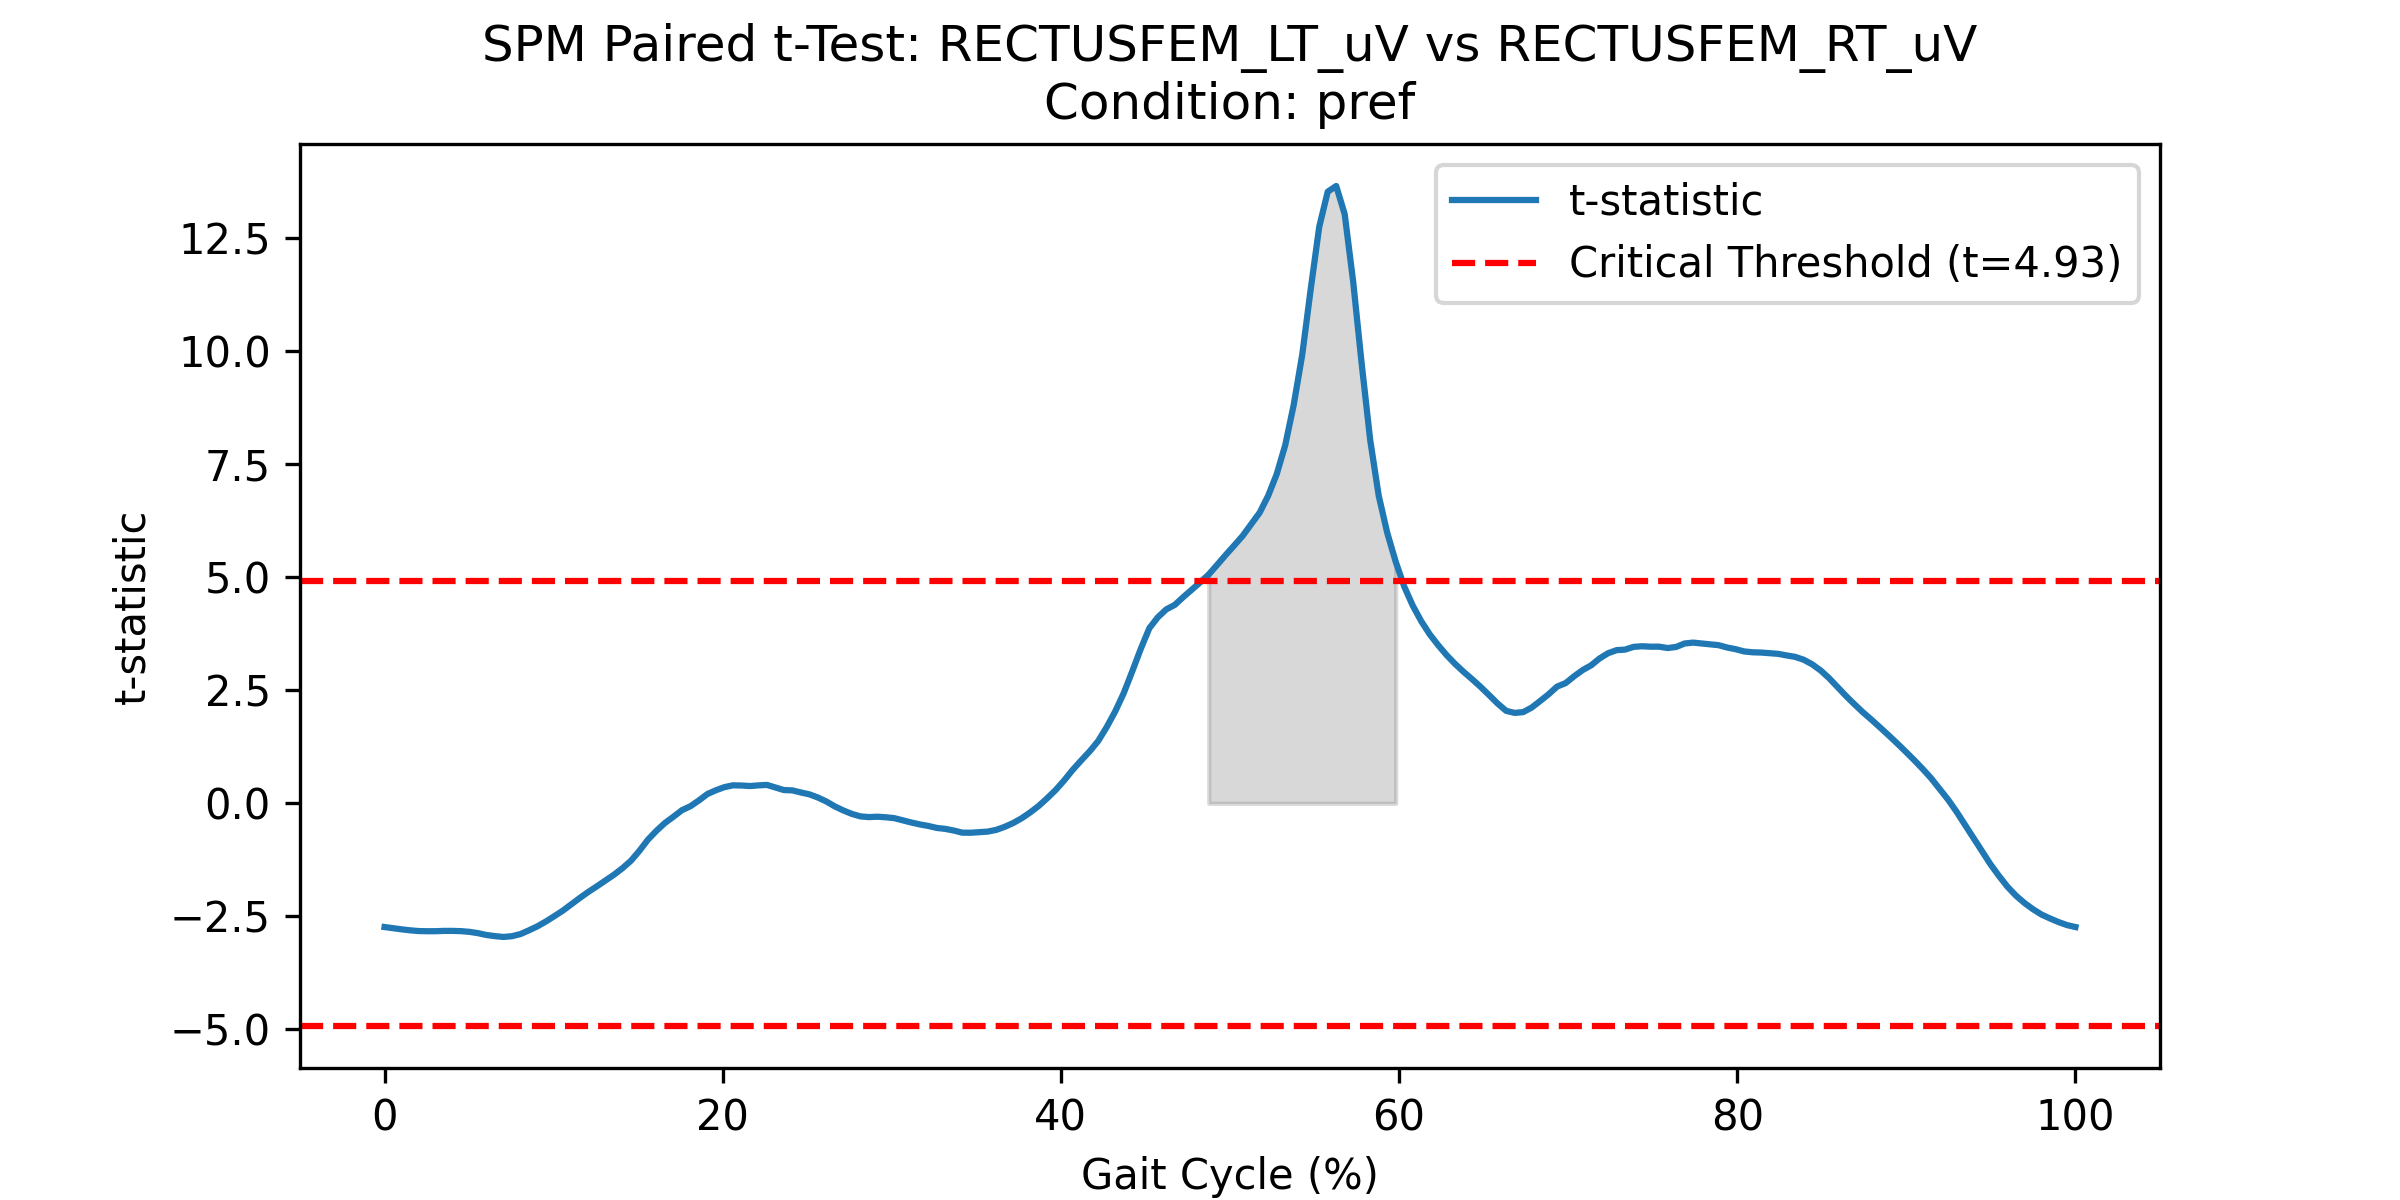 SPM Paired t-Test: RECTUSFEM_LT_uV vs RECTUSFEM_RT_uV
Condition: pref
t-statistic
Critical Threshold (t=4.93)
12.5
10.0
7.5
5.0
2.5
0.0
−2.5
−5.0
t-statistic
0
20
40
60
80
100
Gait Cycle (%)